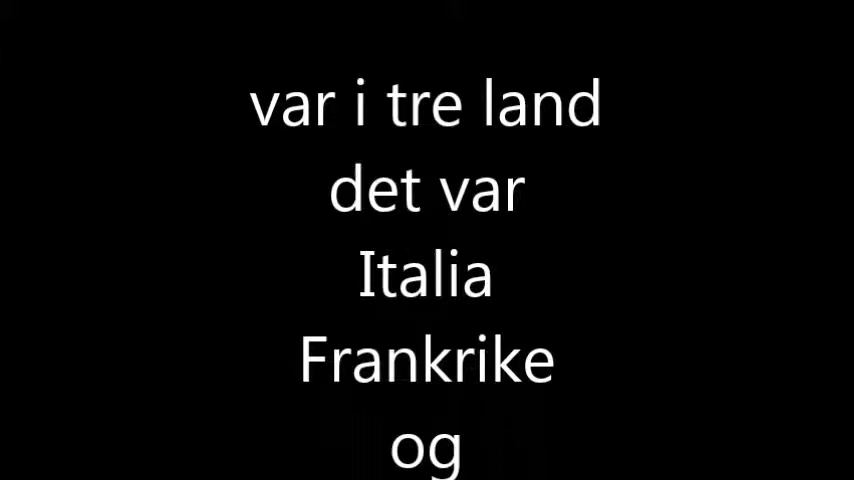 var i tre land
det var
Italia
Frankrike
og